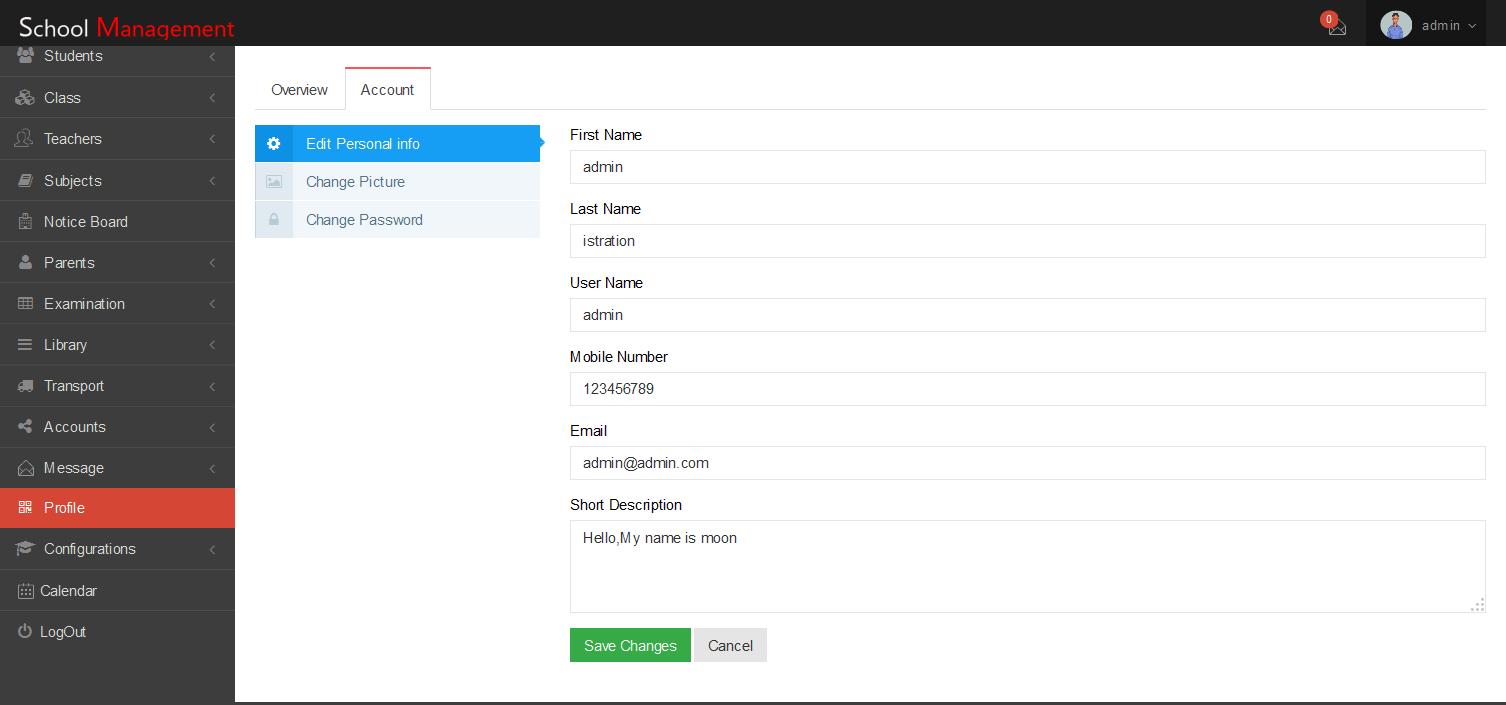 School Management
0
admin
Students
Class
Teachers
Subjects
Notice Board
Parents
Examination
Library
Transport
Accounts
Message
Profile
Configurations
Calendar
LogOut
Overview
Account
Edit Personal info
Change Picture
Change Password
First Name
admin
Last Name
istration
User Name
admin
Mobile Number
123456789
Email
admin@admin.com
Short Description
Hello,My name is moon
Save Changes
Cancel